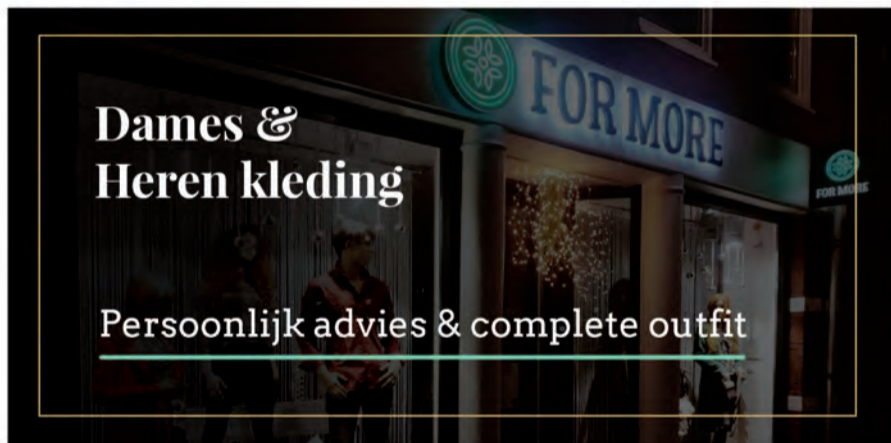 Dames &
Heren kleding
Persoonlijk advies & complete outfit
FOR MORE
FOR MORE